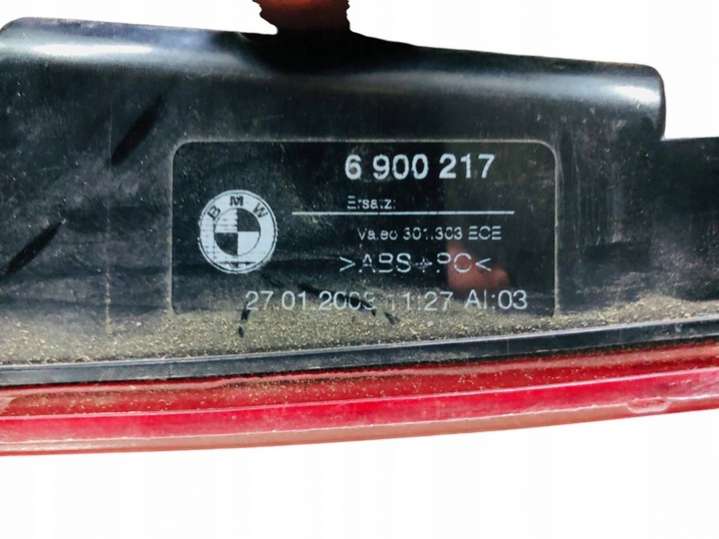 6 900 217
BMW
Ersatz:
Valeo 301.303 ECE
>ABS+PC<
27.01.2003 11:27 AI:03